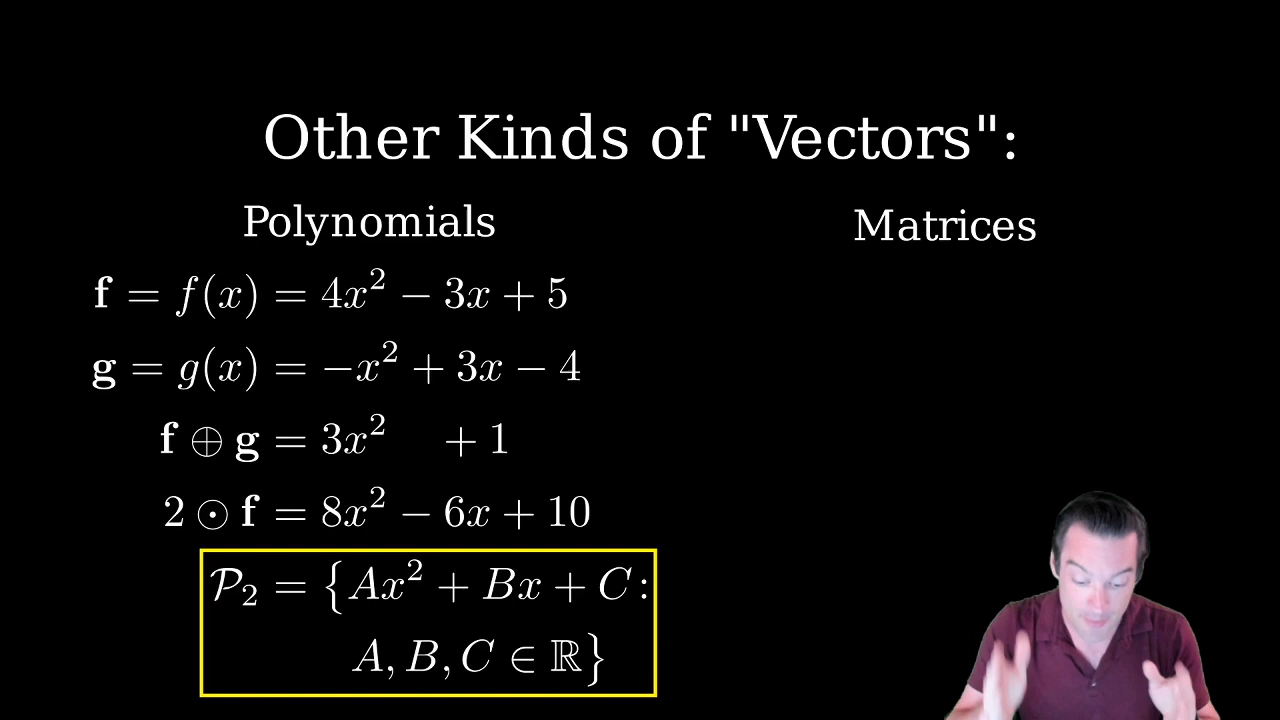 Other Kinds of "Vectors":
Polynomials
f = f(x) = 4x² − 3x + 5
g = g(x) = −x² + 3x − 4
f ⊕ g = 3x² + 1
2 ⊙ f = 8x² − 6x + 10
𝒫₂ = {Ax² + Bx + C :
A, B, C ∈ ℝ}
Matrices